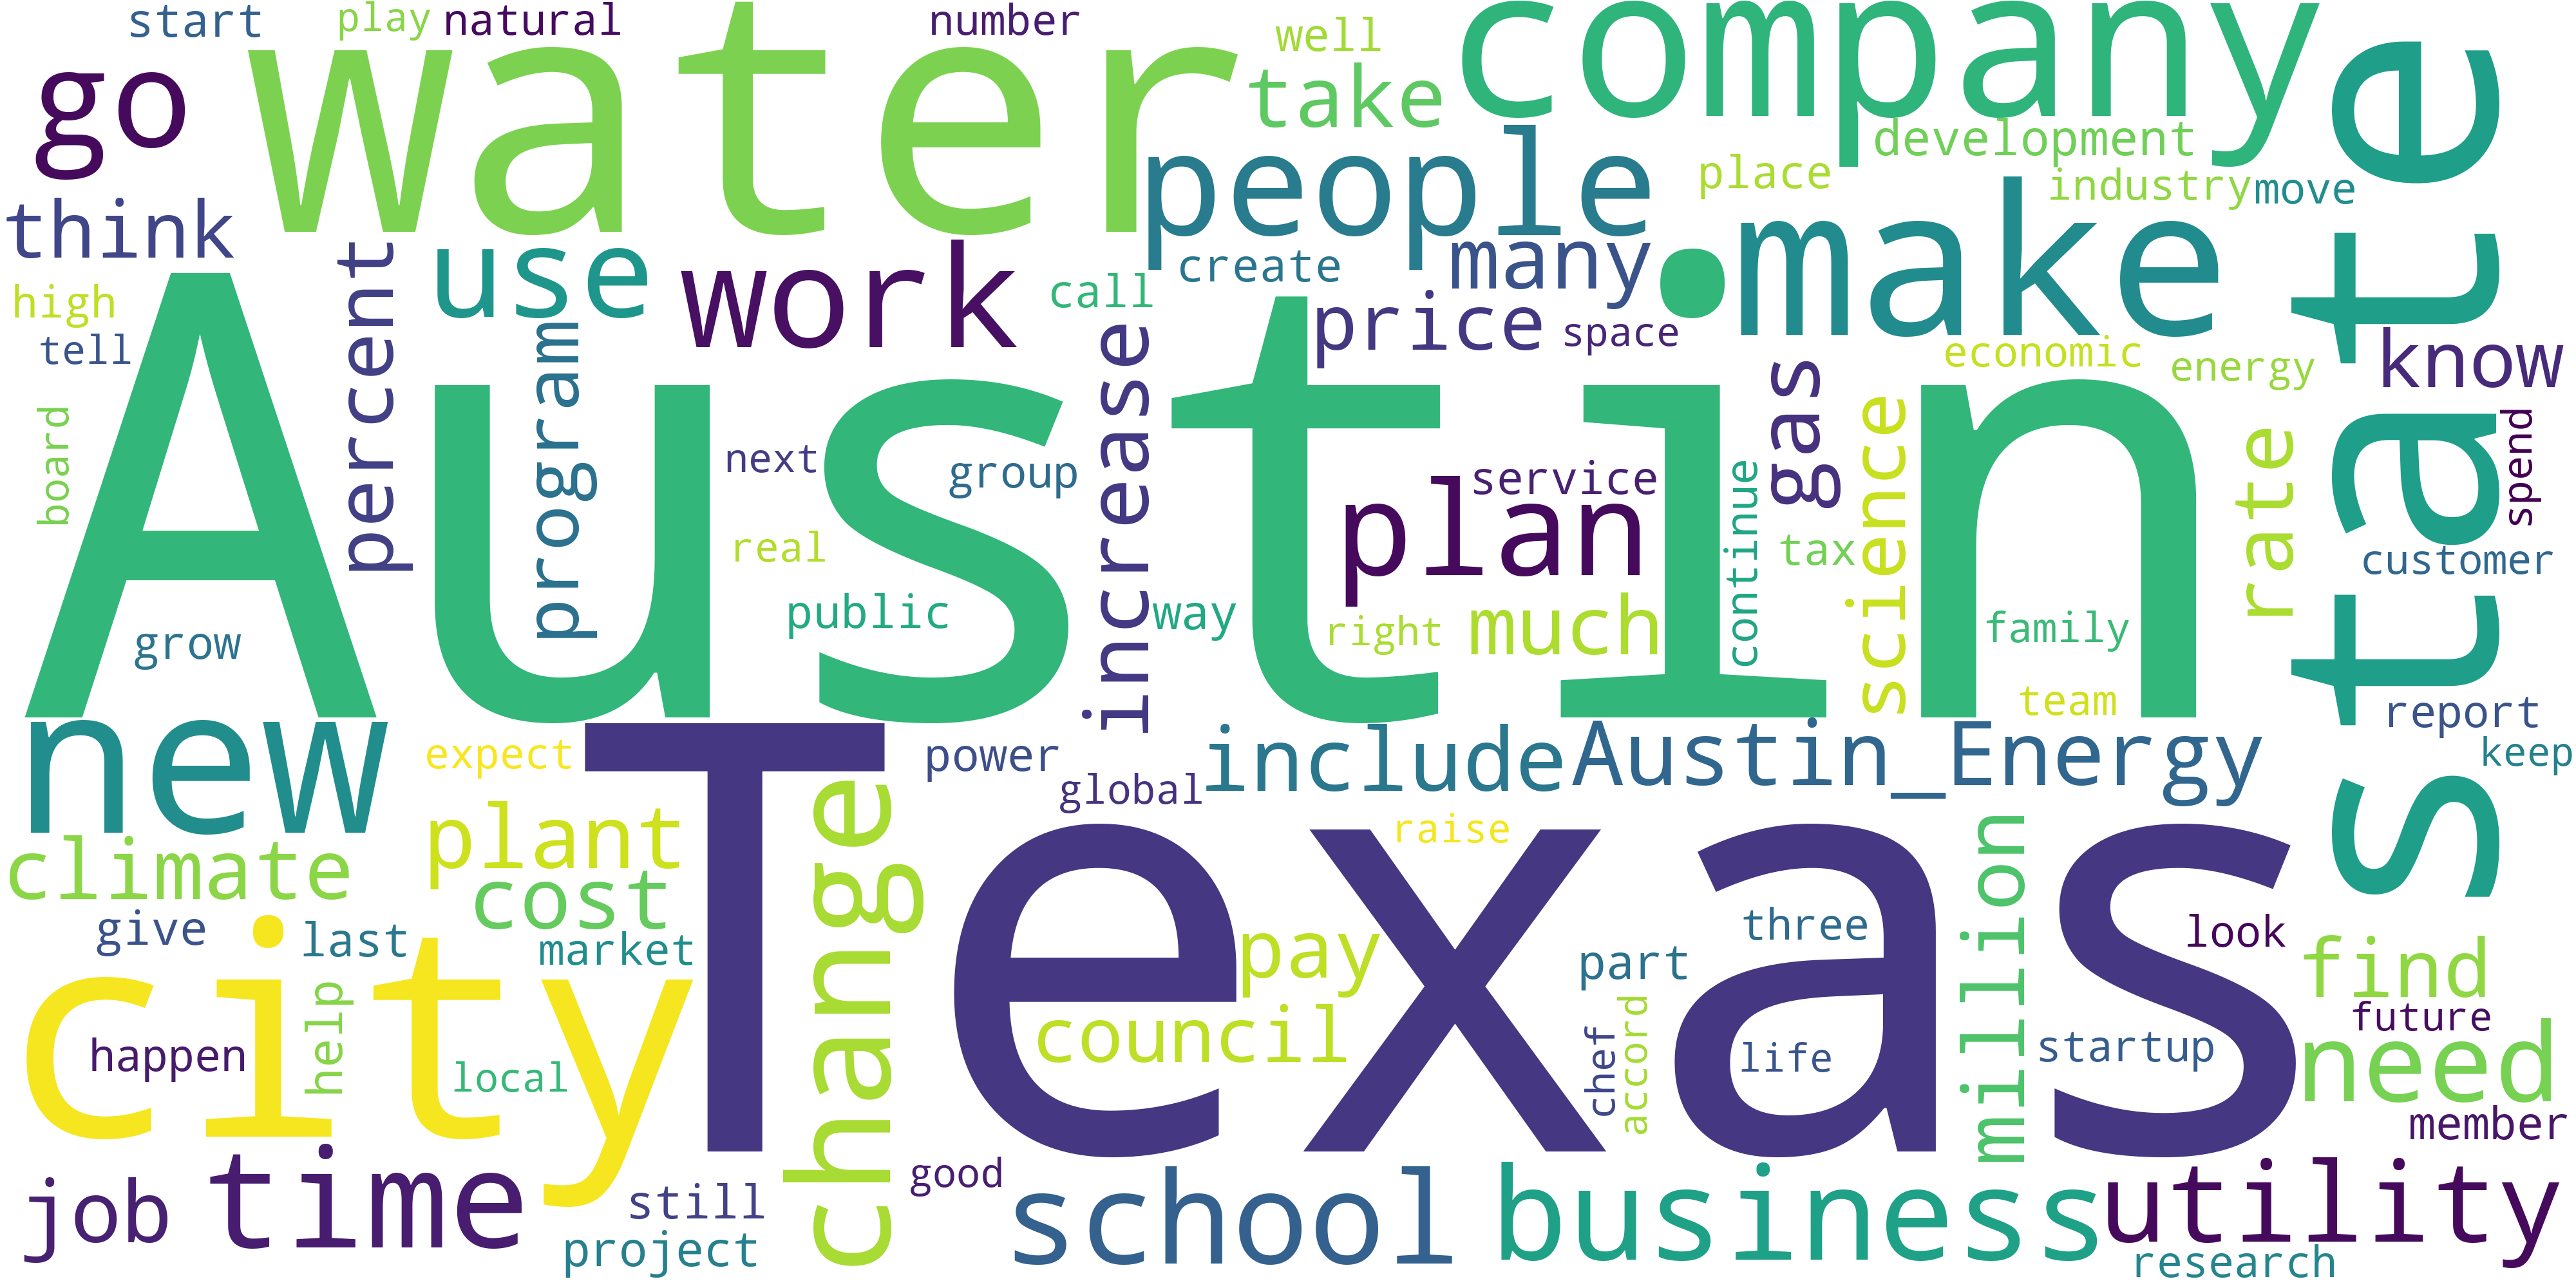 start
play
natural
number
well
company
go
water
take
development
people
place
industry
move
state
think
use
work
create
many
make
high
tell
percent
program
call
increase
price
space
economic
energy
know
Austin
board
next
group
service
plan
gas
science
rate
spend
real
continue
tax
customer
grow
public
way
right
much
family
team
report
new
expect
power
global
include
Austin_Energy
keep
climate
plant
cost
change
Texas
raise
million
give
last
market
pay
part
three
look
find
city
happen
help
local
council
chef
accord
life
startup
future
need
member
job
time
still
project
good
school
business
utility
research